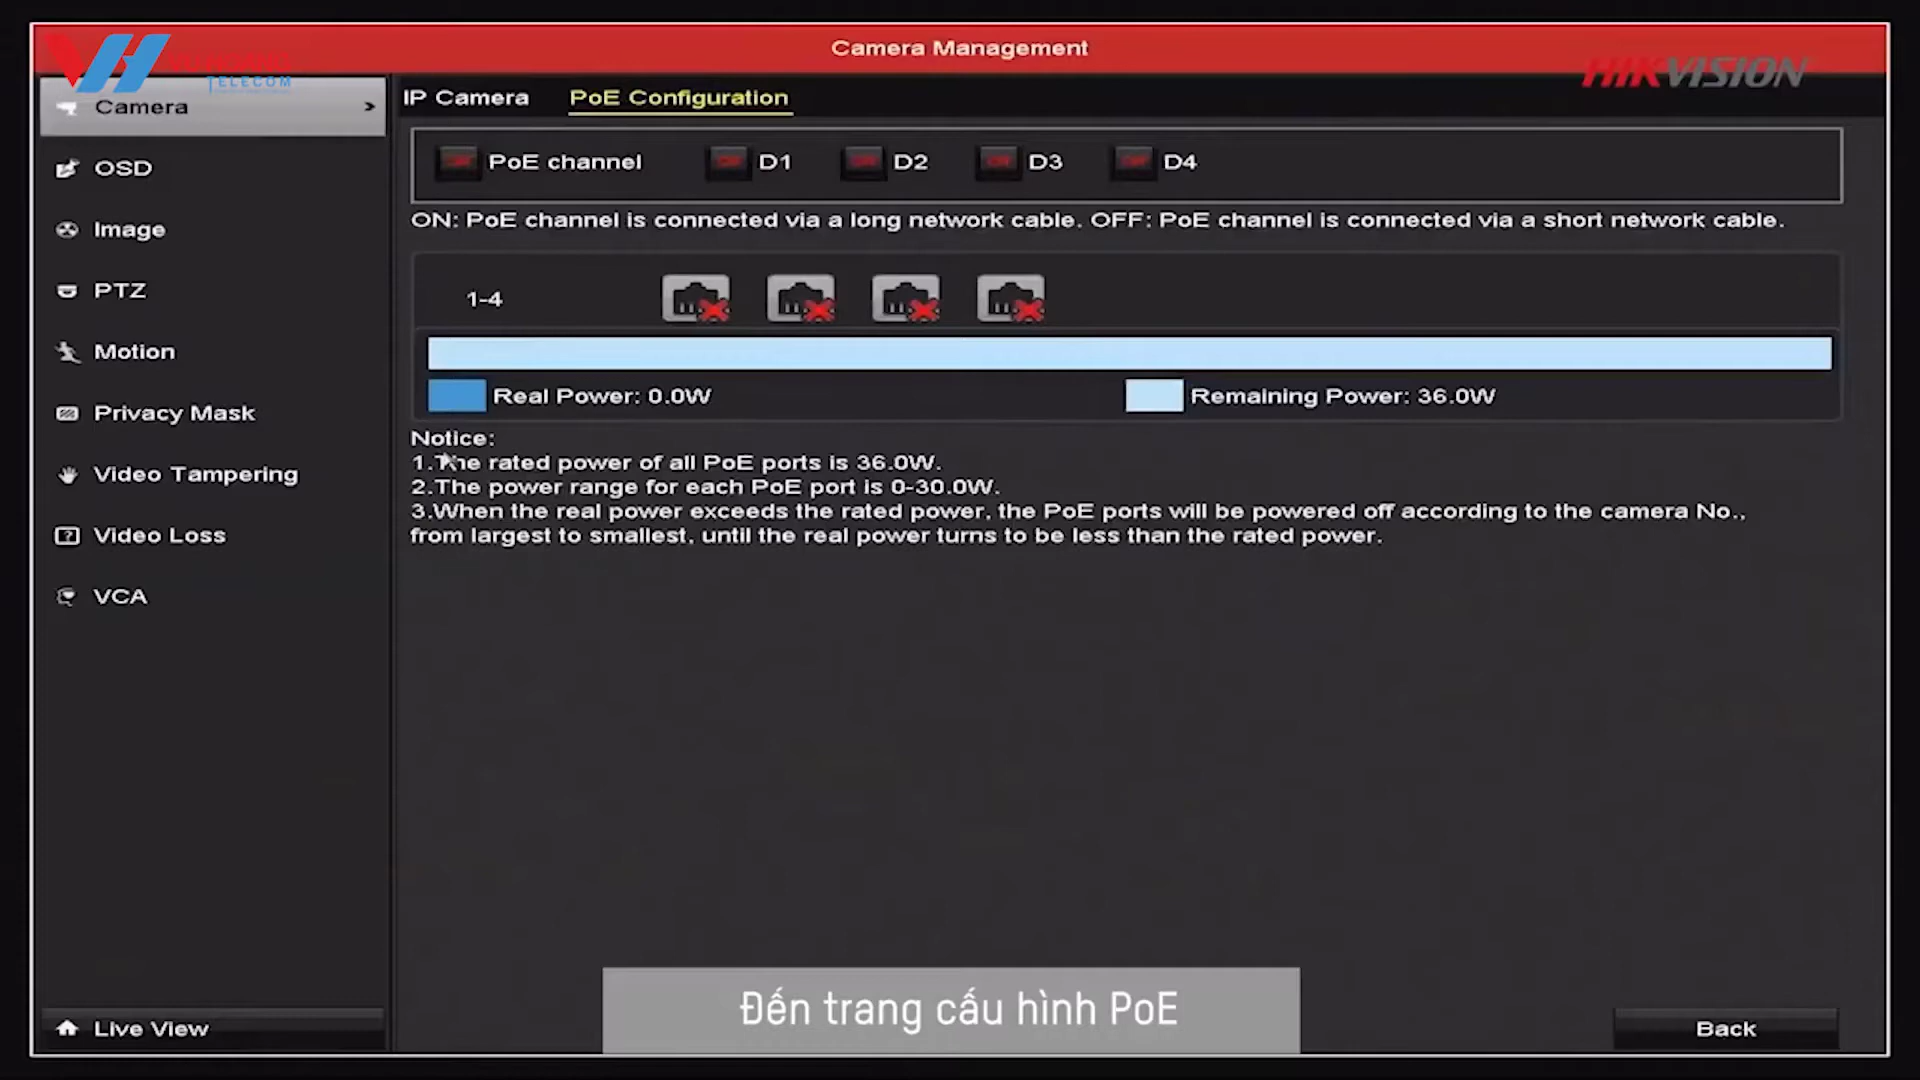 Camera Management
HIKVISION
TELECOM
Camera >
OSD
Image
PTZ
Motion
Privacy Mask
Video Tampering
Video Loss
VCA
Live View
IP Camera PoE Configuration
PoE channel D1 D2 D3 D4
ON: PoE channel is connected via a long network cable. OFF: PoE channel is connected via a short network cable.
1-4
Real Power: 0.0W Remaining Power: 36.0W
Notice:
1.The rated power of all PoE ports is 36.0W.
2.The power range for each PoE port is 0-30.0W.
3.When the real power exceeds the rated power, the PoE ports will be powered off according to the camera No.,
from largest to smallest, until the real power turns to be less than the rated power.
Đến trang cấu hình PoE
Back